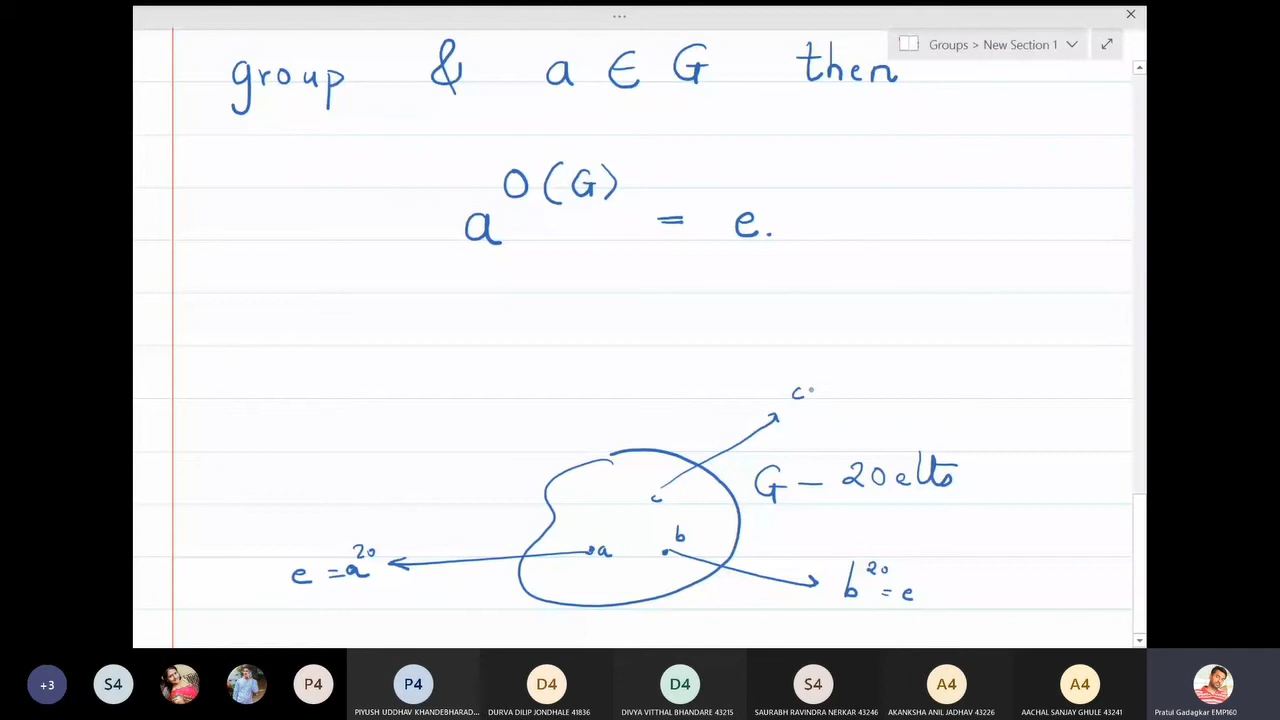 Groups > New Section 1
group & a ∈ G then
a^O(G) = e.
c
G – 20 elts
c
b
a
e = a^20
b^20 = e
+3
S4
P4
P4
D4
D4
S4
A4
A4
PIYUSH UDDHAV KHANDEBHARAD...
DURVA DILIP JONDHALE 41836
DIVYA VITTHAL BHANDARE 43215
SAURABH RAVINDRA NERKAR 43246
AKANKSHA ANIL JADHAV 43226
AACHAL SANJAY GHULE 43241
Pratul Gadagkar EMP160